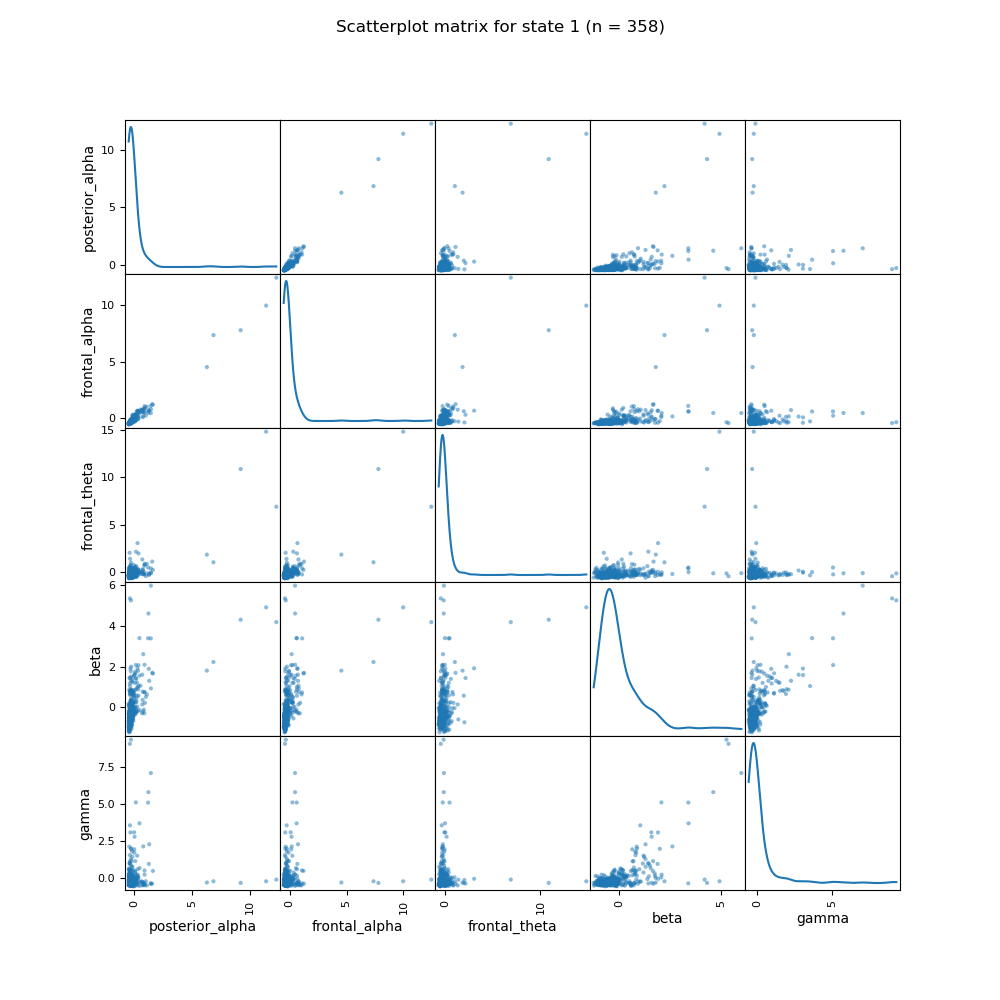 Scatterplot matrix for state 1 (n = 358)
posterior_alpha
10
5
0
frontal_alpha
10
5
0
frontal_theta
15
10
5
0
beta
6
4
2
0
gamma
7.5
5.0
2.5
0.0
0 5 10 0 5 10 0 10 0 5 0 5
posterior_alpha frontal_alpha frontal_theta beta gamma